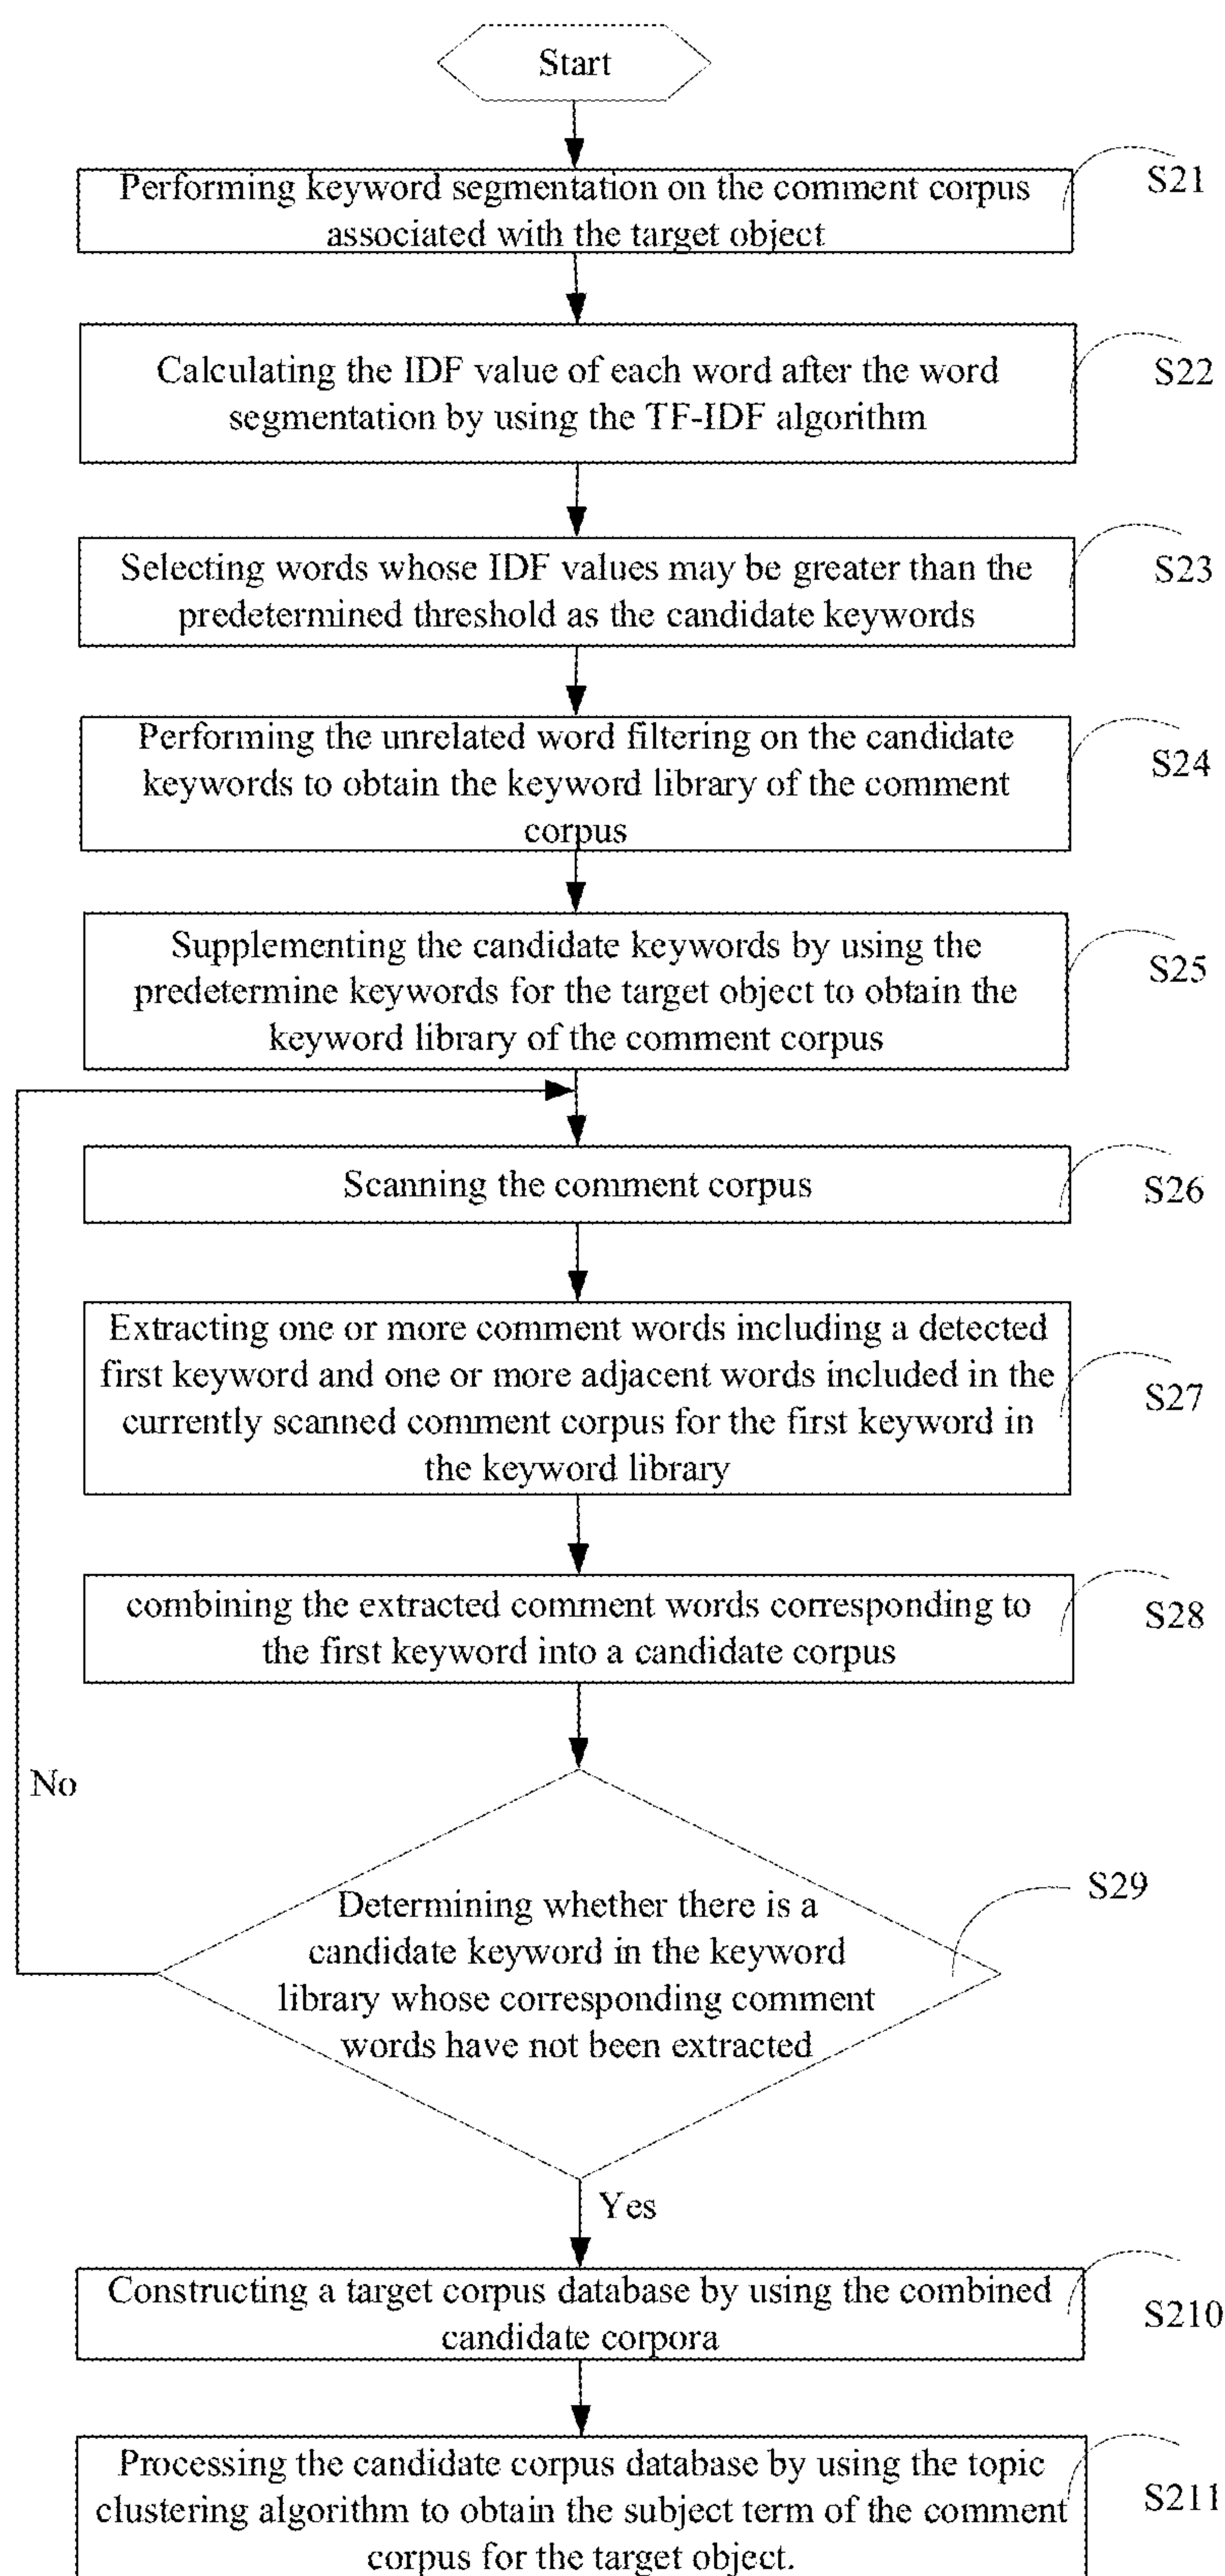 Start
Performing keyword segmentation on the comment corpus
associated with the target object
S21
Calculating the IDF value of each word after the word
segmentation by using the TF-IDF algorithm
S22
Selecting words whose IDF values may be greater than the
predetermined threshold as the candidate keywords
S23
Performing the unrelated word filtering on the candidate
keywords to obtain the keyword library of the comment
corpus
S24
Supplementing the candidate keywords by using the
predetermine keywords for the target object to obtain the
keyword library of the comment corpus
S25
Scanning the comment corpus
S26
Extracting one or more comment words including a detected
first keyword and one or more adjacent words included in the
currently scanned comment corpus for the first keyword in
the keyword library
S27
combining the extracted comment words corresponding to
the first keyword into a candidate corpus
S28
No
Determining whether there is a
candidate keyword in the keyword
library whose corresponding comment
words have not been extracted
S29
Yes
Constructing a target corpus database by using the combined
candidate corpora
S210
Processing the candidate corpus database by using the topic
clustering algorithm to obtain the subject term of the comment
corpus for the target object.
S211